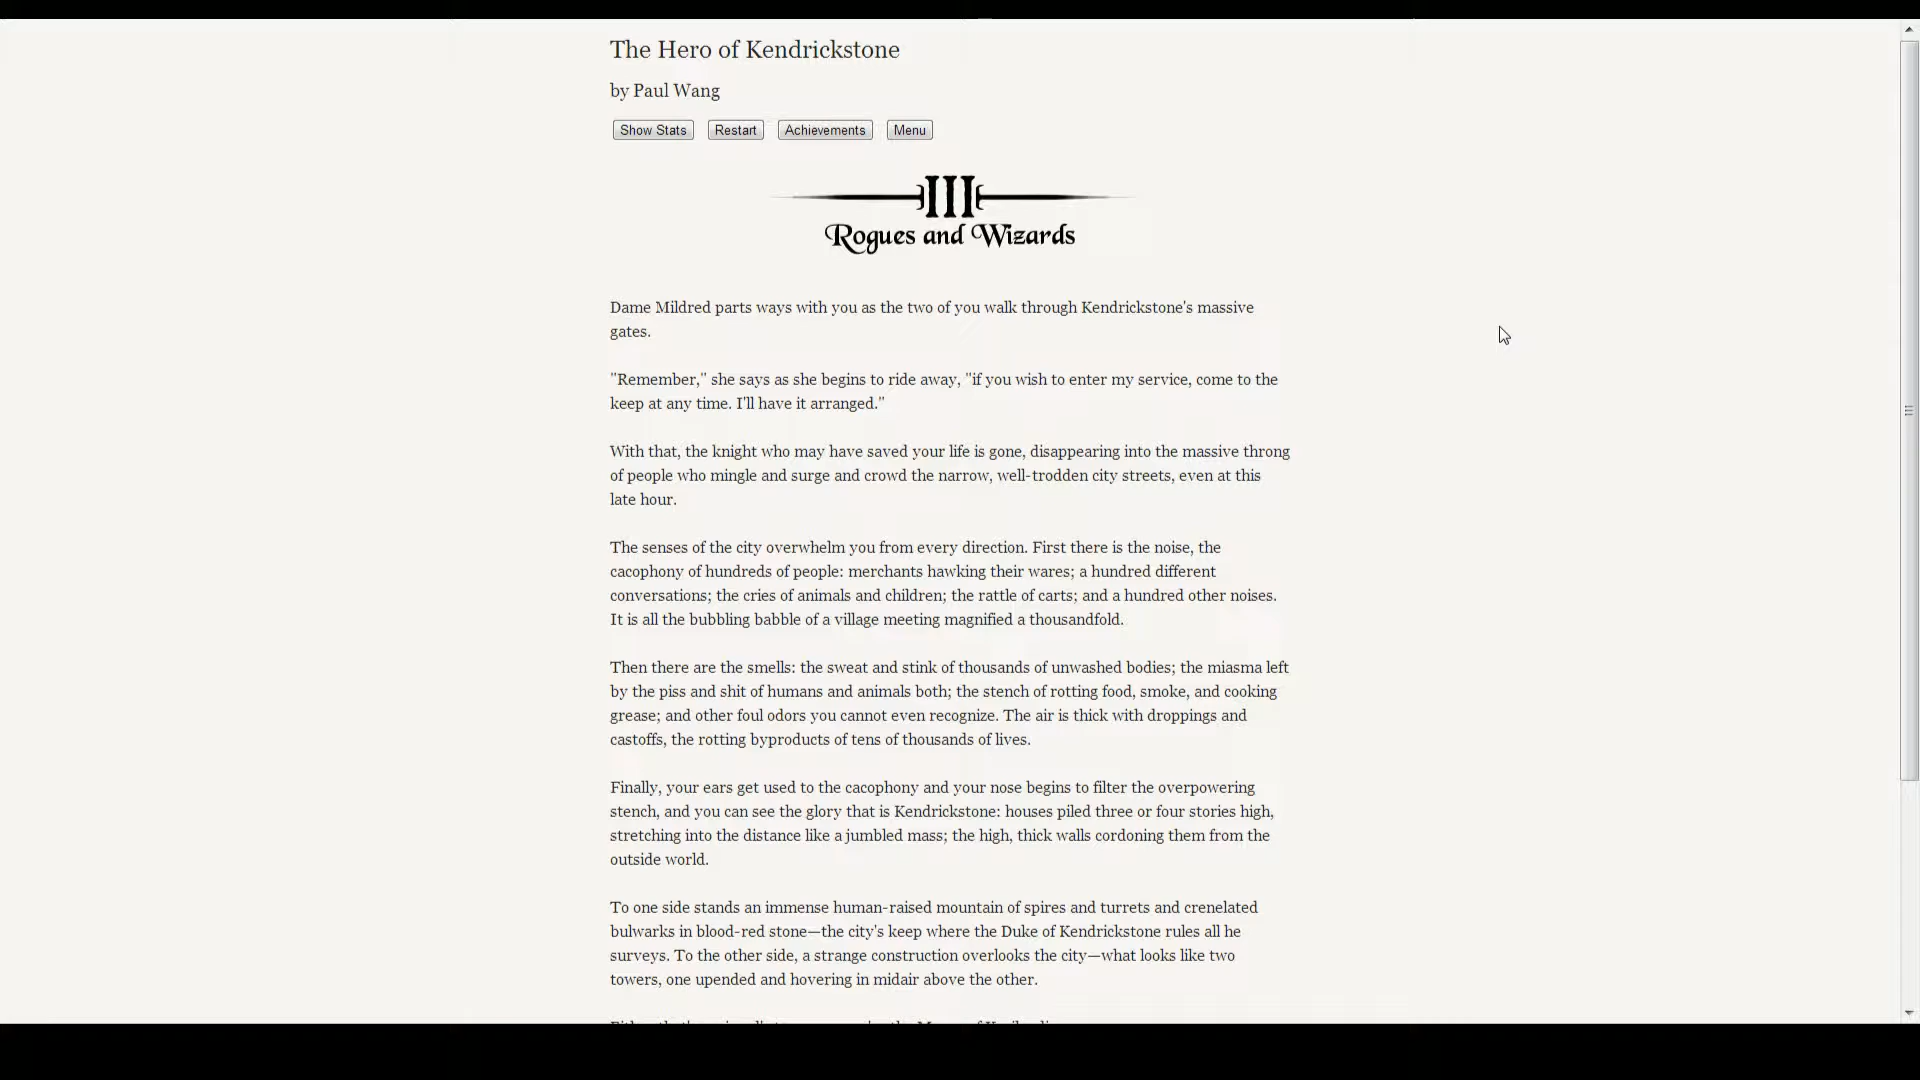 The Hero of Kendrickstone
by Paul Wang
Show Stats Restart Achievements Menu
III
Rogues and Wizards
Dame Mildred parts ways with you as the two of you walk through Kendrickstone's massive
gates.
"Remember," she says as she begins to ride away, "if you wish to enter my service, come to the
keep at any time. I'll have it arranged."
With that, the knight who may have saved your life is gone, disappearing into the massive throng
of people who mingle and surge and crowd the narrow, well-trodden city streets, even at this
late hour.
The senses of the city overwhelm you from every direction. First there is the noise, the
cacophony of hundreds of people: merchants hawking their wares; a hundred different
conversations; the cries of animals and children; the rattle of carts; and a hundred other noises.
It is all the bubbling babble of a village meeting magnified a thousandfold.
Then there are the smells: the sweat and stink of thousands of unwashed bodies; the miasma left
by the piss and shit of humans and animals both; the stench of rotting food, smoke, and cooking
grease; and other foul odors you cannot even recognize. The air is thick with droppings and
castoffs, the rotting byproducts of tens of thousands of lives.
Finally, your ears get used to the cacophony and your nose begins to filter the overpowering
stench, and you can see the glory that is Kendrickstone: houses piled three or four stories high,
stretching into the distance like a jumbled mass; the high, thick walls cordoning them from the
outside world.
To one side stands an immense human-raised mountain of spires and turrets and crenelated
bulwarks in blood-red stone—the city's keep where the Duke of Kendrickstone rules all he
surveys. To the other side, a strange construction overlooks the city—what looks like two
towers, one upended and hovering in midair above the other.